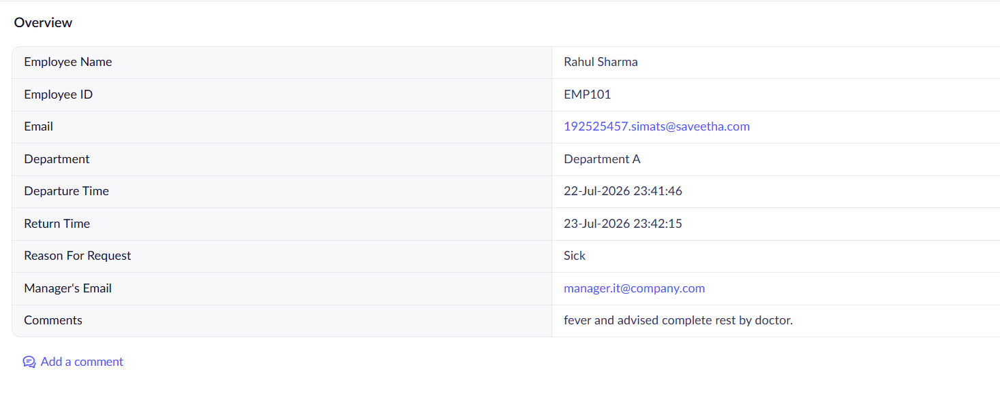 Overview
Employee Name Rahul Sharma
Employee ID EMP101
Email 192525457.simats@saveetha.com
Department Department A
Departure Time 22-Jul-2026 23:41:46
Return Time 23-Jul-2026 23:42:15
Reason For Request Sick
Manager's Email manager.it@company.com
Comments fever and advised complete rest by doctor.
Add a comment